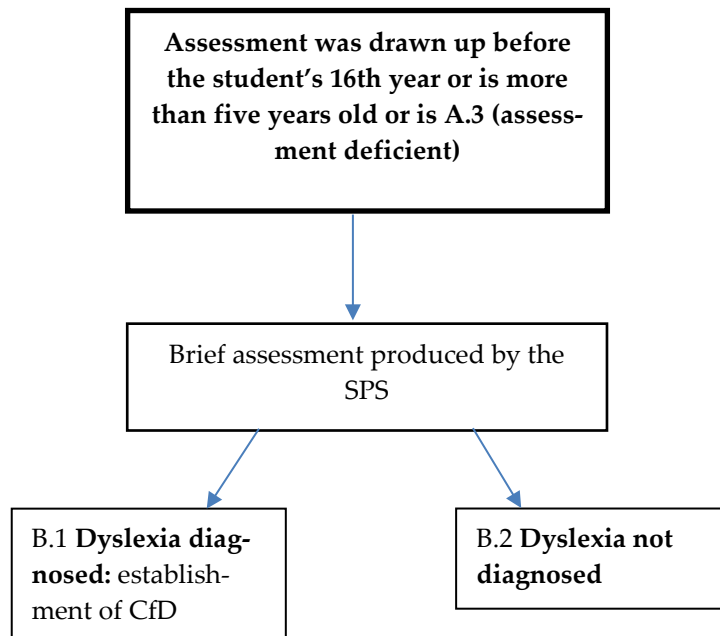 Assessment was drawn up before
the student’s 16th year or is more
than five years old or is A.3 (assess-
ment deficient)
Brief assessment produced by the
SPS
B.1 Dyslexia diag-
nosed: establish-
ment of CfD
B.2 Dyslexia not
diagnosed